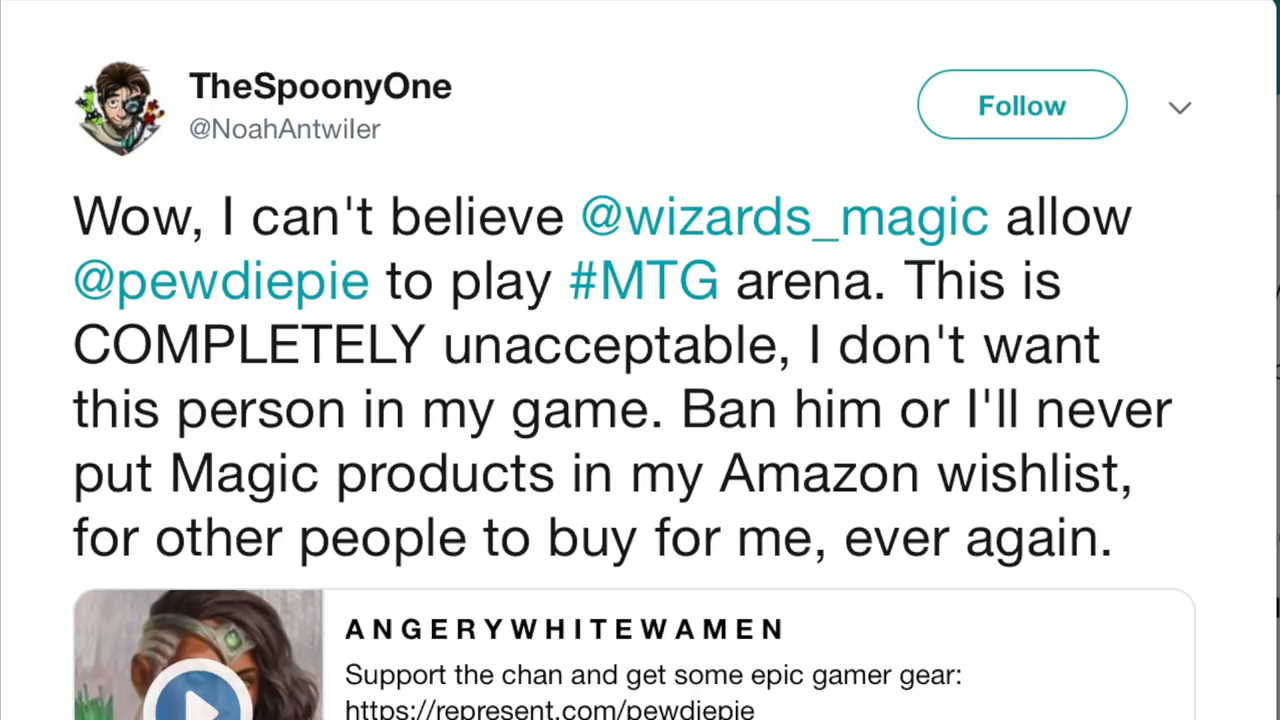 TheSpoonyOne
@NoahAntwiler
Follow
Wow, I can't believe @wizards_magic allow
@pewdiepie to play #MTG arena. This is
COMPLETELY unacceptable, I don't want
this person in my game. Ban him or I'll never
put Magic products in my Amazon wishlist,
for other people to buy for me, ever again.
ANGERYWHITEWAMEN
Support the chan and get some epic gamer gear:
https://represent.com/pewdiepie